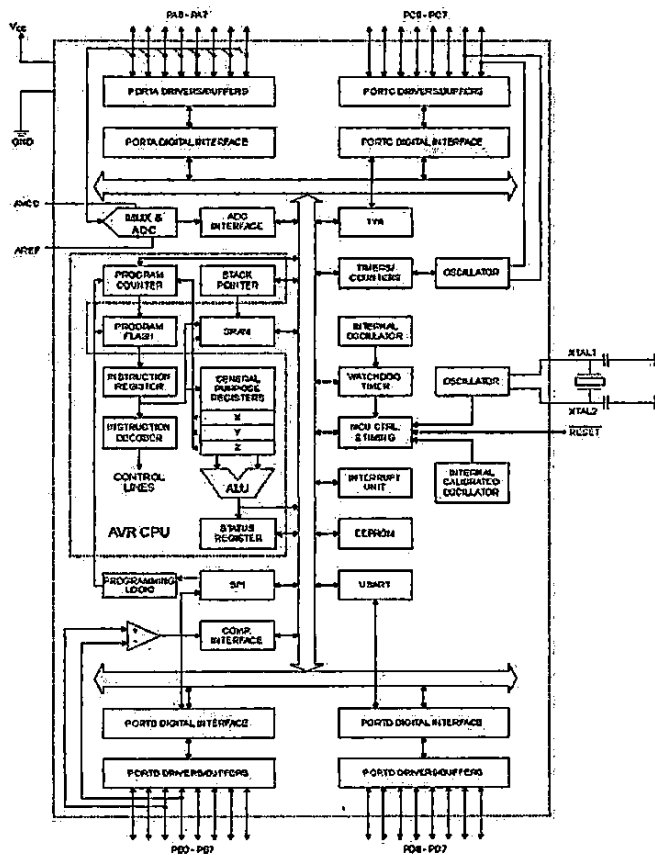 PA0 - PA7
PC0 - PC7
VCC
PORTA DRIVERS/BUFFERS
PORTC DRIVERS/BUFFERS
GND
PORTA DIGITAL INTERFACE
PORTC DIGITAL INTERFACE
AVCC
MUX &
ADC
ADC
INTERFACE
TWI
AREF
PROGRAM
COUNTER
STACK
POINTER
TIMERS/
COUNTERS
OSCILLATOR
PROGRAM
FLASH
SRAM
INTERNAL
OSCILLATOR
XTAL1
INSTRUCTION
REGISTER
GENERAL
PURPOSE
REGISTERS
WATCHDOG
TIMER
OSCILLATOR
XTAL2
X
INSTRUCTION
DECODER
Y
MCU CTRL.
& TIMING
RESET
Z
CONTROL
LINES
ALU
INTERRUPT
UNIT
INTERNAL
CALIBRATED
OSCILLATOR
AVR CPU
STATUS
REGISTER
EEPROM
PROGRAMMING
LOGIC
SPI
USART
+
-
COMP.
INTERFACE
PORTB DIGITAL INTERFACE
PORTD DIGITAL INTERFACE
PORTB DRIVERS/BUFFERS
PORTD DRIVERS/BUFFERS
PB0 - PB7
PD0 - PD7